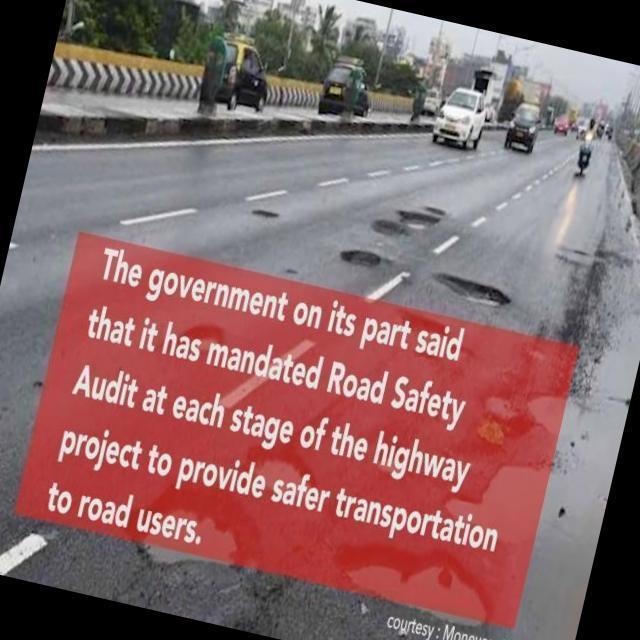 The government on its part said
that it has mandated Road Safety
Audit at each stage of the highway
project to provide safer transportation
to road users.
courtesy :